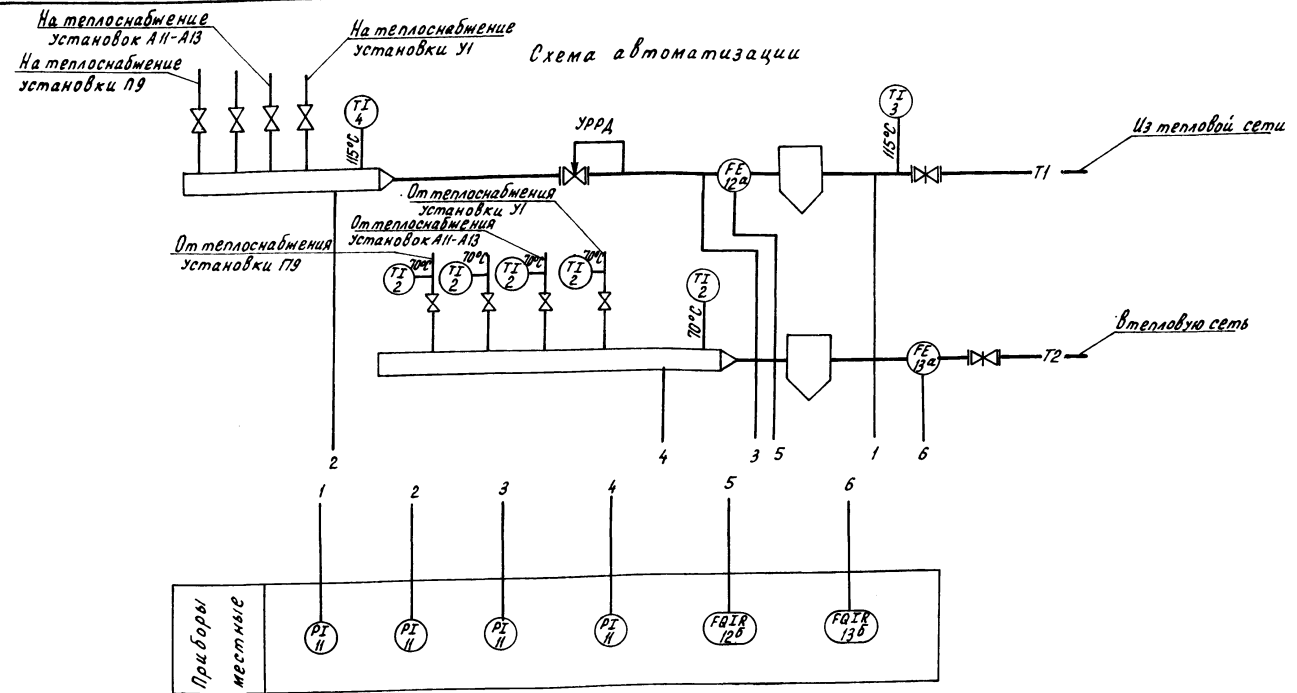 На теплоснабжение
установок А11-А13
На теплоснабжение
установки У1
Схема автоматизации
На теплоснабжение
установки П9
TI
4
115°C
УРРД
TI
3
115°C
Из тепловой сети
FE
12а
T1
От теплоснабжения
установки У1
От теплоснабжения
установок А11-А13
От теплоснабжения
установки П9
70°C
70°C
70°C
70°C
TI
2
TI
2
TI
2
TI
2
TI
2
70°C
В тепловую сеть
FE
13а
T2
2
4
3
5
1
6
1
2
3
4
5
6
Приборы
местные
PI
11
PI
11
PI
11
PI
11
FQIR
12б
FQIR
13б